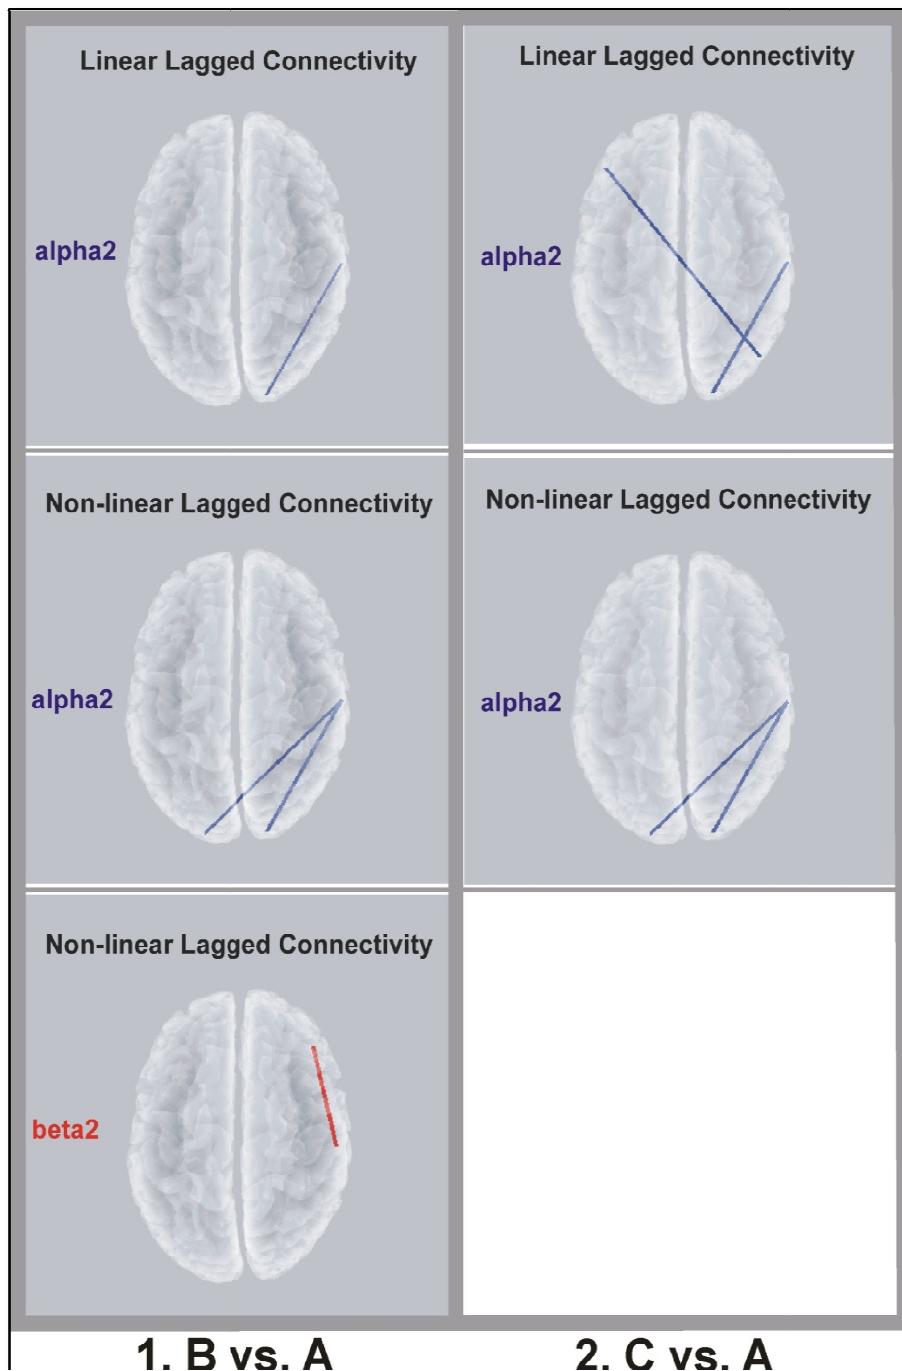 Linear Lagged Connectivity
alpha2
Non-linear Lagged Connectivity
alpha2
Non-linear Lagged Connectivity
beta2
1. B vs. A
Linear Lagged Connectivity
alpha2
Non-linear Lagged Connectivity
alpha2
2. C vs. A